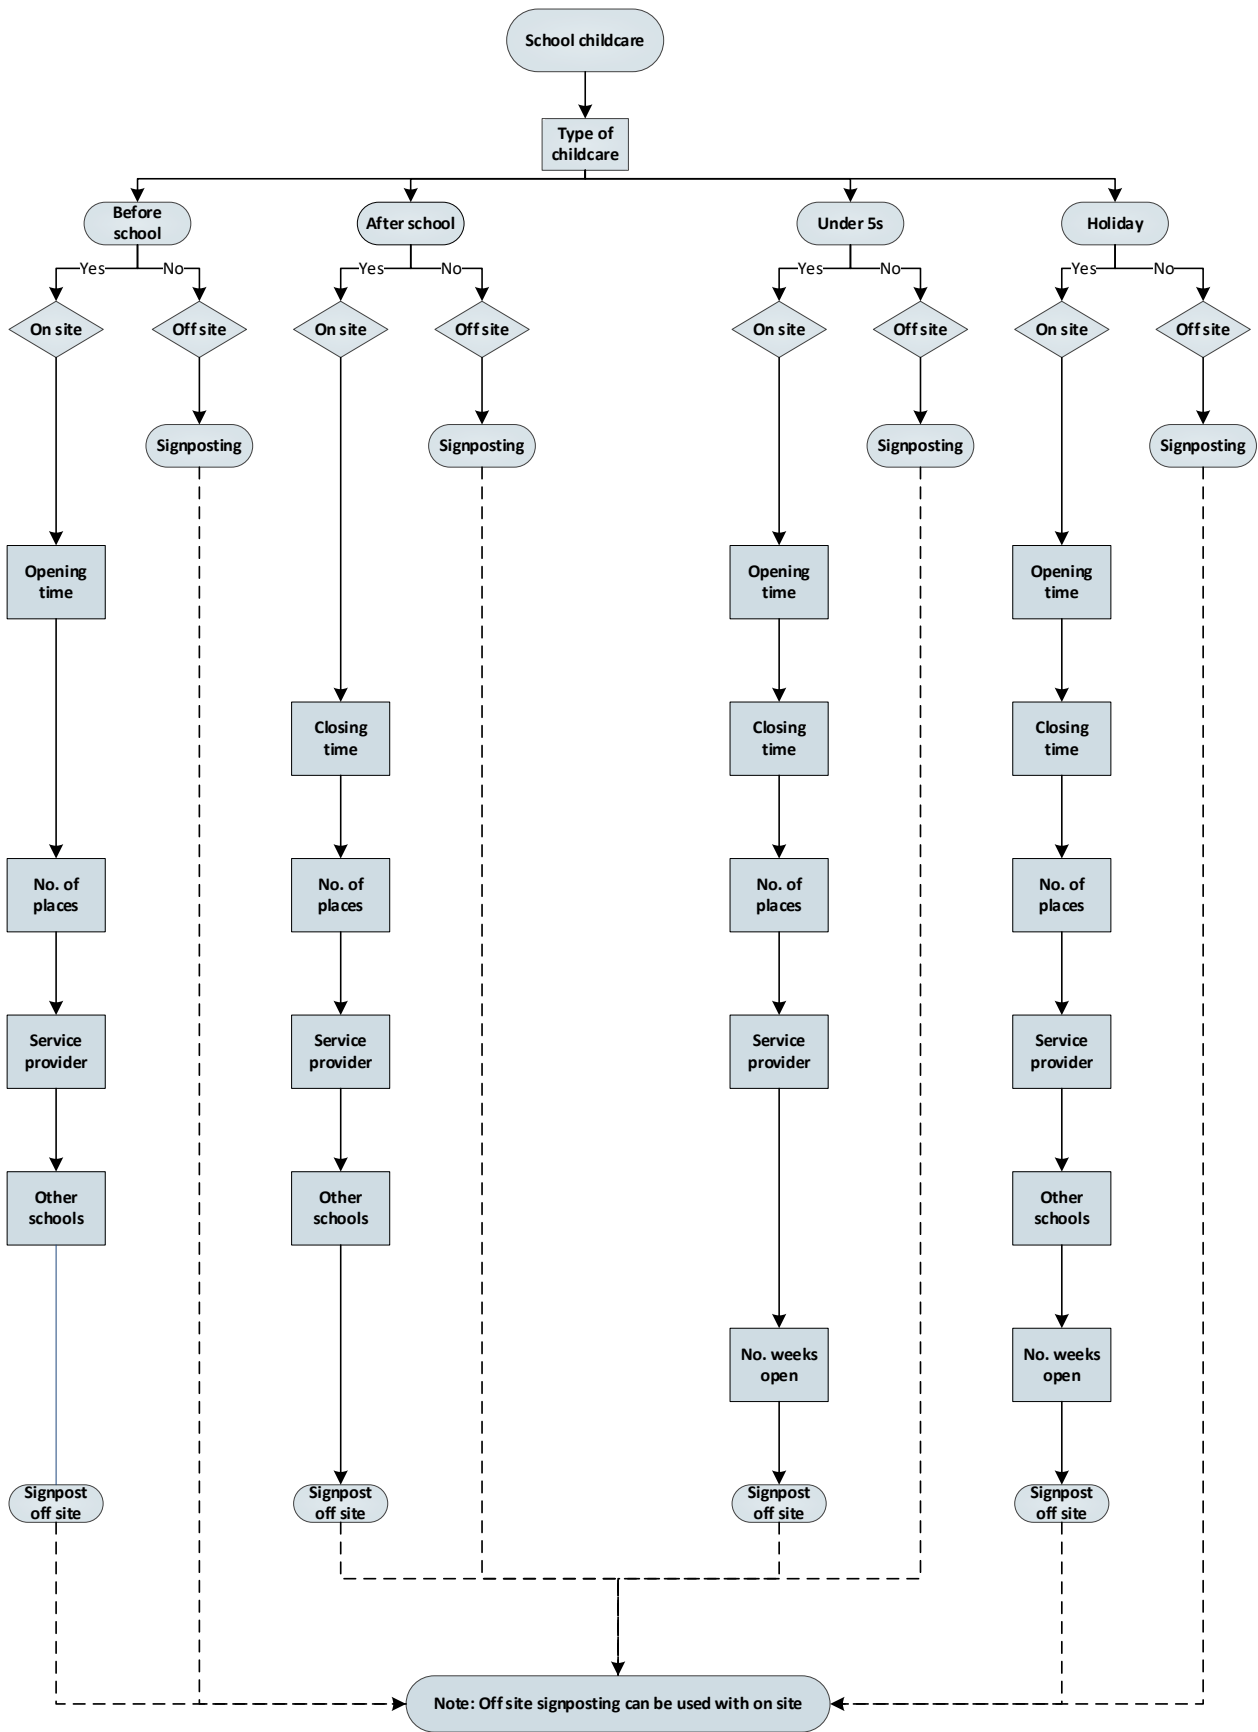 School childcare
Type of
childcare
Before
school
After school
Under 5s
Holiday
Yes
No
Yes
No
Yes
No
Yes
No
On site
Off site
On site
Off site
On site
Off site
On site
Off site
Signposting
Signposting
Signposting
Signposting
Opening
time
Opening
time
Opening
time
Closing
time
Closing
time
Closing
time
No. of
places
No. of
places
No. of
places
No. of
places
Service
provider
Service
provider
Service
provider
Service
provider
Other
schools
Other
schools
Other
schools
No. weeks
open
No. weeks
open
Signpost
off site
Signpost
off site
Signpost
off site
Signpost
off site
Note: Off site signposting can be used with on site